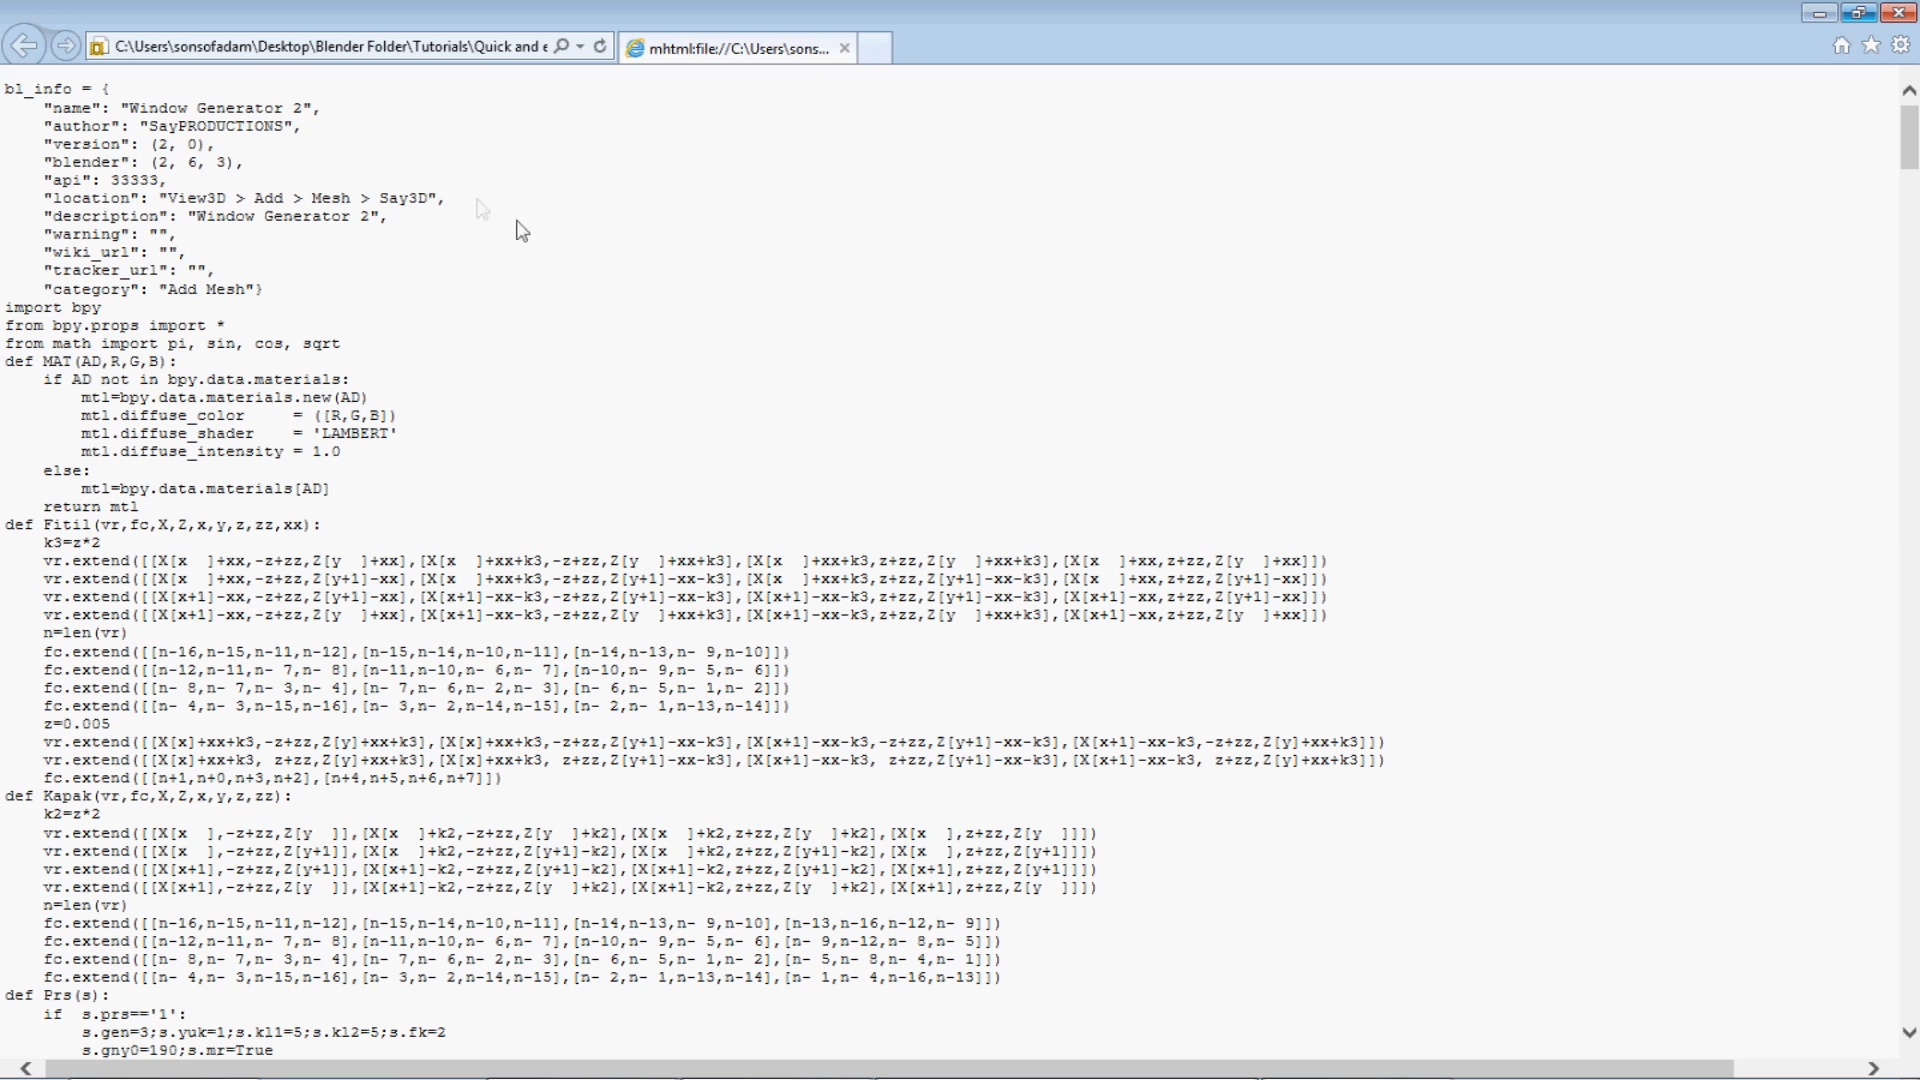 C:\Users\sonsofadam\Desktop\Blender Folder\Tutorials\Quick and e
mhtml:file://C:\Users\sons...
bl_info = {
    "name": "Window Generator 2",
    "author": "SayPRODUCTIONS",
    "version": (2, 0),
    "blender": (2, 6, 3),
    "api": 33333,
    "location": "View3D > Add > Mesh > Say3D",
    "description": "Window Generator 2",
    "warning": "",
    "wiki_url": "",
    "tracker_url": "",
    "category": "Add Mesh"}
import bpy
from bpy.props import *
from math import pi, sin, cos, sqrt
def MAT(AD,R,G,B):
    if AD not in bpy.data.materials:
        mtl=bpy.data.materials.new(AD)
        mtl.diffuse_color     = ([R,G,B])
        mtl.diffuse_shader    = 'LAMBERT'
        mtl.diffuse_intensity = 1.0
    else:
        mtl=bpy.data.materials[AD]
    return mtl
def Fitil(vr,fc,X,Z,x,y,z,zz,xx):
    k3=z*2
    vr.extend([[X[x  ]+xx,-z+zz,Z[y  ]+xx],[X[x  ]+xx+k3,-z+zz,Z[y  ]+xx+k3],[X[x  ]+xx+k3,z+zz,Z[y  ]+xx+k3],[X[x  ]+xx,z+zz,Z[y  ]+xx]])
    vr.extend([[X[x  ]+xx,-z+zz,Z[y+1]-xx],[X[x  ]+xx+k3,-z+zz,Z[y+1]-xx-k3],[X[x  ]+xx+k3,z+zz,Z[y+1]-xx-k3],[X[x  ]+xx,z+zz,Z[y+1]-xx]])
    vr.extend([[X[x+1]-xx,-z+zz,Z[y+1]-xx],[X[x+1]-xx-k3,-z+zz,Z[y+1]-xx-k3],[X[x+1]-xx-k3,z+zz,Z[y+1]-xx-k3],[X[x+1]-xx,z+zz,Z[y+1]-xx]])
    vr.extend([[X[x+1]-xx,-z+zz,Z[y  ]+xx],[X[x+1]-xx-k3,-z+zz,Z[y  ]+xx+k3],[X[x+1]-xx-k3,z+zz,Z[y  ]+xx+k3],[X[x+1]-xx,z+zz,Z[y  ]+xx]])
    n=len(vr)
    fc.extend([[n-16,n-15,n-11,n-12],[n-15,n-14,n-10,n-11],[n-14,n-13,n- 9,n-10]])
    fc.extend([[n-12,n-11,n- 7,n- 8],[n-11,n-10,n- 6,n- 7],[n-10,n- 9,n- 5,n- 6]])
    fc.extend([[n- 8,n- 7,n- 3,n- 4],[n- 7,n- 6,n- 2,n- 3],[n- 6,n- 5,n- 1,n- 2]])
    fc.extend([[n- 4,n- 3,n-15,n-16],[n- 3,n- 2,n-14,n-15],[n- 2,n- 1,n-13,n-14]])
    z=0.005
    vr.extend([[X[x]+xx+k3,-z+zz,Z[y]+xx+k3],[X[x]+xx+k3,-z+zz,Z[y+1]-xx-k3],[X[x+1]-xx-k3,-z+zz,Z[y+1]-xx-k3],[X[x+1]-xx-k3,-z+zz,Z[y]+xx+k3]])
    vr.extend([[X[x]+xx+k3, z+zz,Z[y]+xx+k3],[X[x]+xx+k3, z+zz,Z[y+1]-xx-k3],[X[x+1]-xx-k3, z+zz,Z[y+1]-xx-k3],[X[x+1]-xx-k3, z+zz,Z[y]+xx+k3]])
    fc.extend([[n+1,n+0,n+3,n+2],[n+4,n+5,n+6,n+7]])
def Kapak(vr,fc,X,Z,x,y,z,zz):
    k2=z*2
    vr.extend([[X[x  ],-z+zz,Z[y  ]],[X[x  ]+k2,-z+zz,Z[y  ]+k2],[X[x  ]+k2,z+zz,Z[y  ]+k2],[X[x  ],z+zz,Z[y  ]]])
    vr.extend([[X[x  ],-z+zz,Z[y+1]],[X[x  ]+k2,-z+zz,Z[y+1]-k2],[X[x  ]+k2,z+zz,Z[y+1]-k2],[X[x  ],z+zz,Z[y+1]]])
    vr.extend([[X[x+1],-z+zz,Z[y+1]],[X[x+1]-k2,-z+zz,Z[y+1]-k2],[X[x+1]-k2,z+zz,Z[y+1]-k2],[X[x+1],z+zz,Z[y+1]]])
    vr.extend([[X[x+1],-z+zz,Z[y  ]],[X[x+1]-k2,-z+zz,Z[y  ]+k2],[X[x+1]-k2,z+zz,Z[y  ]+k2],[X[x+1],z+zz,Z[y  ]]])
    n=len(vr)
    fc.extend([[n-16,n-15,n-11,n-12],[n-15,n-14,n-10,n-11],[n-14,n-13,n- 9,n-10],[n-13,n-16,n-12,n- 9]])
    fc.extend([[n-12,n-11,n- 7,n- 8],[n-11,n-10,n- 6,n- 7],[n-10,n- 9,n- 5,n- 6],[n- 9,n-12,n- 8,n- 5]])
    fc.extend([[n- 8,n- 7,n- 3,n- 4],[n- 7,n- 6,n- 2,n- 3],[n- 6,n- 5,n- 1,n- 2],[n- 5,n- 8,n- 4,n- 1]])
    fc.extend([[n- 4,n- 3,n-15,n-16],[n- 3,n- 2,n-14,n-15],[n- 2,n- 1,n-13,n-14],[n- 1,n- 4,n-16,n-13]])
def Prs(s):
    if  s.prs=='1':
        s.gen=3;s.yuk=1;s.kl1=5;s.kl2=5;s.fk=2
        s.gny0=190;s.mr=True